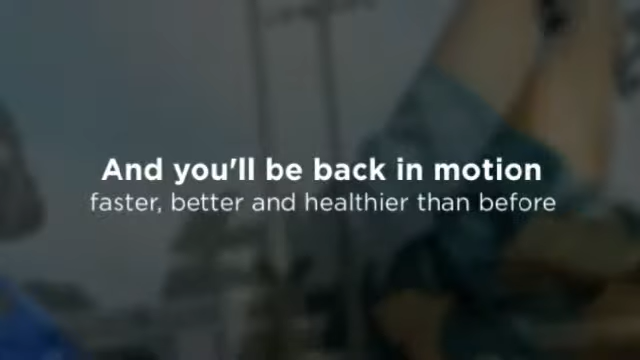 And you'll be back in motion
faster, better and healthier than before